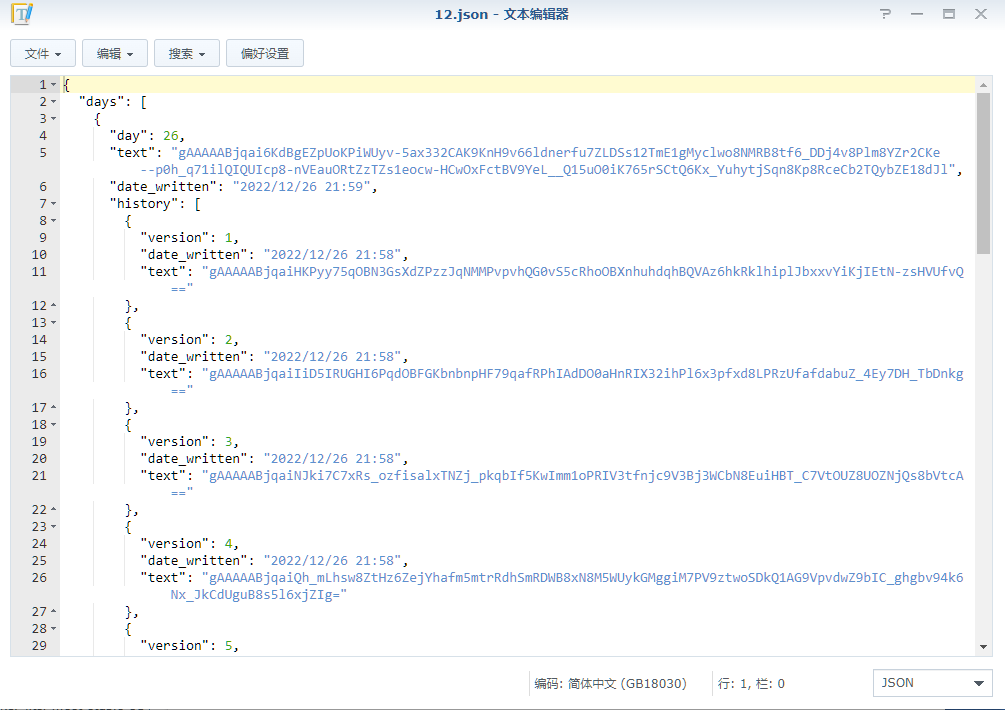 12.json - 文本编辑器
文件
编辑
搜索
偏好设置
1 {
2 "days": [
3 {
4 "day": 26,
5 "text": "gAAAAABjqai6KdBgEZpUoKPiWUyv-5ax332CAK9KnH9v66ldnerfu7ZLDSs12TmE1gMyclwo8NMRB8tf6_DDj4v8Plm8YZr2CKe
--p0h_q71ilQIQUIcp8-nVEauORtZzTZs1eocw-HCwOxFctBV9YeL__Q15uO0iK765rSCtQ6Kx_YuhytjSqn8Kp8RceCb2TQybZE18dJl",
6 "date_written": "2022/12/26 21:59",
7 "history": [
8 {
9 "version": 1,
10 "date_written": "2022/12/26 21:58",
11 "text": "gAAAAABjqaiHKPyy75qOBN3GsXdZPzzJqNMMPvpvhQG0vS5cRhoOBXnhuhdqhBQVAz6hkRklhiplJbxxvYiKjIEtN-zsHVUfvQ
=="
12 },
13 {
14 "version": 2,
15 "date_written": "2022/12/26 21:58",
16 "text": "gAAAAABjqaiIiD5IRUGHI6PqdOBFGKbnbnpHF79qafRPhIAdDO0aHnRIX32ihPl6x3pfxd8LPRzUfafdabuZ_4Ey7DH_TbDnkg
=="
17 },
18 {
19 "version": 3,
20 "date_written": "2022/12/26 21:58",
21 "text": "gAAAAABjqaiNJki7C7xRs_ozfisalxTNZj_pkqbIf5KwImm1oPRIV3tfnjc9V3Bj3WCbN8EuiHBT_C7VtOUZ8UOZNjQs8bVtcA
=="
22 },
23 {
24 "version": 4,
25 "date_written": "2022/12/26 21:58",
26 "text": "gAAAAABjqaiQh_mLhsw8ZtHz6ZejYhafm5mtrRdhSmRDWB8xN8M5WUykGMggiM7PV9ztwoSDkQ1AG9VpvdwZ9bIC_ghgbv94k6
Nx_JkCdUguB8s5l6xjZIg="
27 },
28 {
29 "version": 5,
编码: 简体中文 (GB18030)
行: 1, 栏: 0
JSON